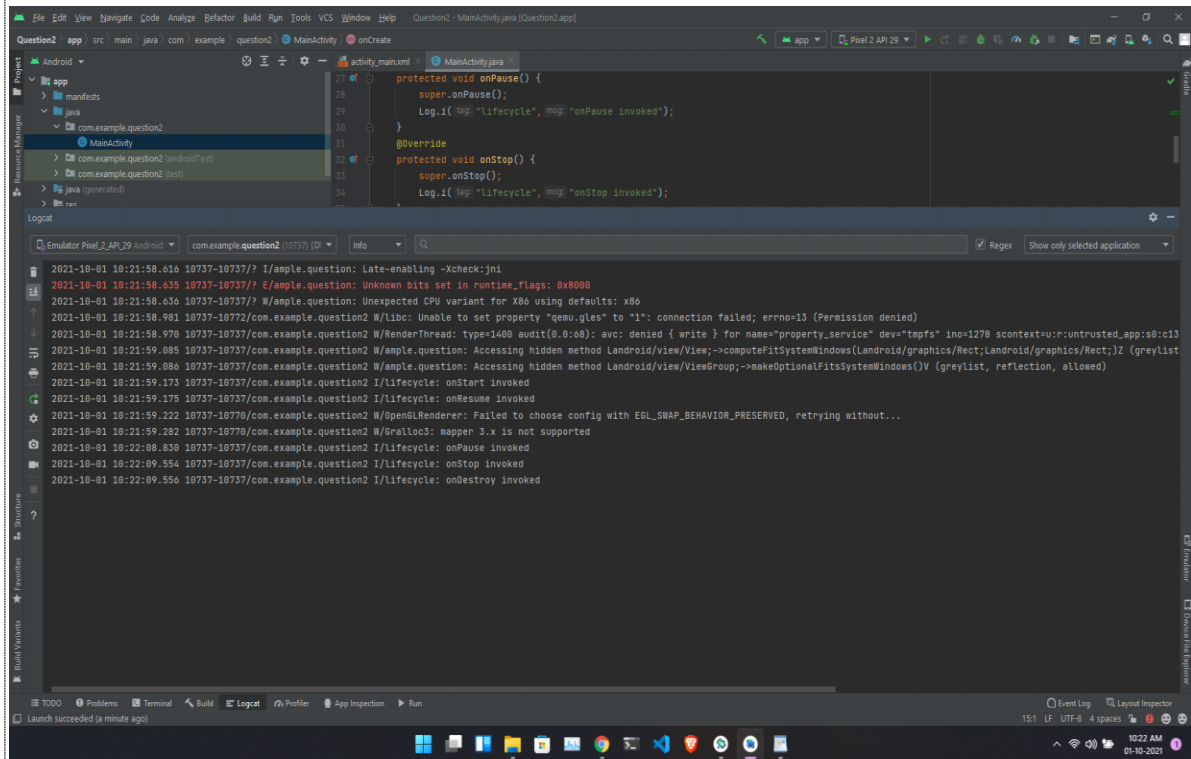 File Edit View Navigate Code Analyze Refactor Build Run Tools VCS Window Help Question2 - MainActivity.java [Question2.app]
Question2 app src main java com example question2 MainActivity onCreate app Pixel 2 API 29
Project
Resource Manager
Android
app
manifests
java
com.example.question2
MainActivity
com.example.question2 (androidTest)
com.example.question2 (test)
java (generated)
res
activity_main.xml MainActivity.java
27 protected void onPause() {
28 super.onPause();
29 Log.i( tag: "lifecycle", msg: "onPause invoked");
30 }
31 @Override
32 protected void onStop() {
33 super.onStop();
34 Log.i( tag: "lifecycle", msg: "onStop invoked");
Gradle
Logcat
Emulator Pixel_2_API_29 Android com.example.question2 (10737) [DE Info Regex Show only selected application
2021-10-01 10:21:58.616 10737-10737/? I/ample.question: Late-enabling -Xcheck:jni
2021-10-01 10:21:58.635 10737-10737/? E/ample.question: Unknown bits set in runtime_flags: 0x8000
2021-10-01 10:21:58.636 10737-10737/? W/ample.question: Unexpected CPU variant for X86 using defaults: x86
2021-10-01 10:21:58.981 10737-10772/com.example.question2 W/libc: Unable to set property "qemu.gles" to "1": connection failed; errno=13 (Permission denied)
2021-10-01 10:21:58.970 10737-10737/com.example.question2 W/RenderThread: type=1400 audit(0.0:68): avc: denied { write } for name="property_service" dev="tmpfs" ino=1278 scontext=u:r:untrusted_app:s0:c13
2021-10-01 10:21:59.085 10737-10737/com.example.question2 W/ample.question: Accessing hidden method Landroid/view/View;->computeFitSystemWindows(Landroid/graphics/Rect;Landroid/graphics/Rect;)Z (greylist
2021-10-01 10:21:59.086 10737-10737/com.example.question2 W/ample.question: Accessing hidden method Landroid/view/ViewGroup;->makeOptionalFitsSystemWindows()V (greylist, reflection, allowed)
2021-10-01 10:21:59.173 10737-10737/com.example.question2 I/lifecycle: onStart invoked
2021-10-01 10:21:59.175 10737-10737/com.example.question2 I/lifecycle: onResume invoked
2021-10-01 10:21:59.222 10737-10770/com.example.question2 W/OpenGLRenderer: Failed to choose config with EGL_SWAP_BEHAVIOR_PRESERVED, retrying without...
2021-10-01 10:21:59.282 10737-10770/com.example.question2 W/Gralloc3: mapper 3.x is not supported
2021-10-01 10:22:08.830 10737-10737/com.example.question2 I/lifecycle: onPause invoked
2021-10-01 10:22:09.554 10737-10737/com.example.question2 I/lifecycle: onStop invoked
2021-10-01 10:22:09.556 10737-10737/com.example.question2 I/lifecycle: onDestroy invoked
Structure
Favorites
Build Variants
Emulator
Device File Explorer
TODO Problems Terminal Build Logcat Profiler App Inspection Run Event Log Layout Inspector
Launch succeeded (a minute ago) 15:1 LF UTF-8 4 spaces
10:22 AM
01-10-2021
1